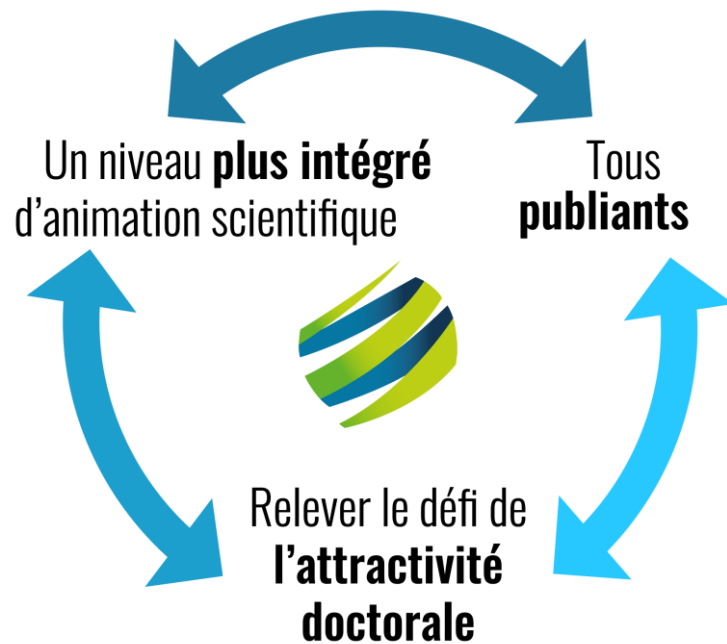 Un niveau plus intégré
d’animation scientifique
Tous
publiants
Relever le défi de
l’attractivité
doctorale